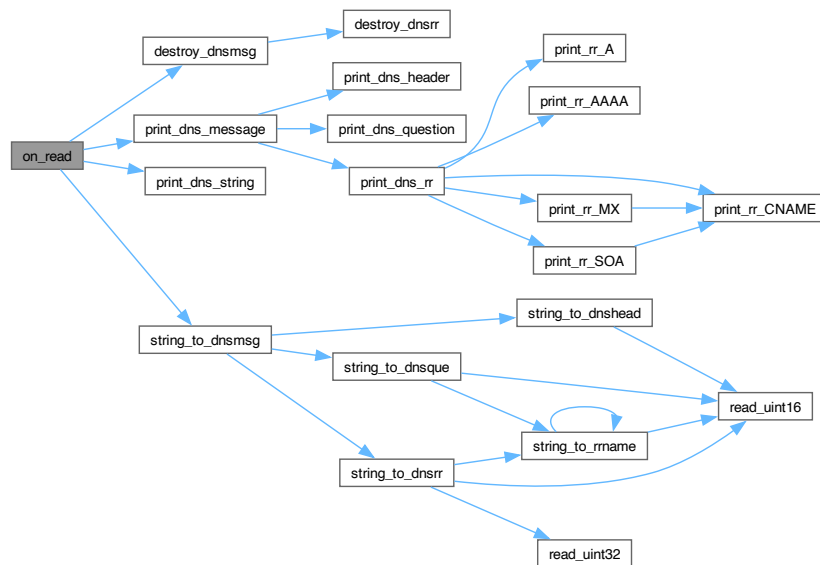 destroy_dnsrr
destroy_dnsmsg
print_rr_A
print_dns_header
print_rr_AAAA
print_dns_message
print_dns_question
on_read
print_dns_string
print_dns_rr
print_rr_MX
print_rr_CNAME
print_rr_SOA
string_to_dnshead
string_to_dnsmsg
string_to_dnsque
read_uint16
string_to_rrname
string_to_dnsrr
read_uint32